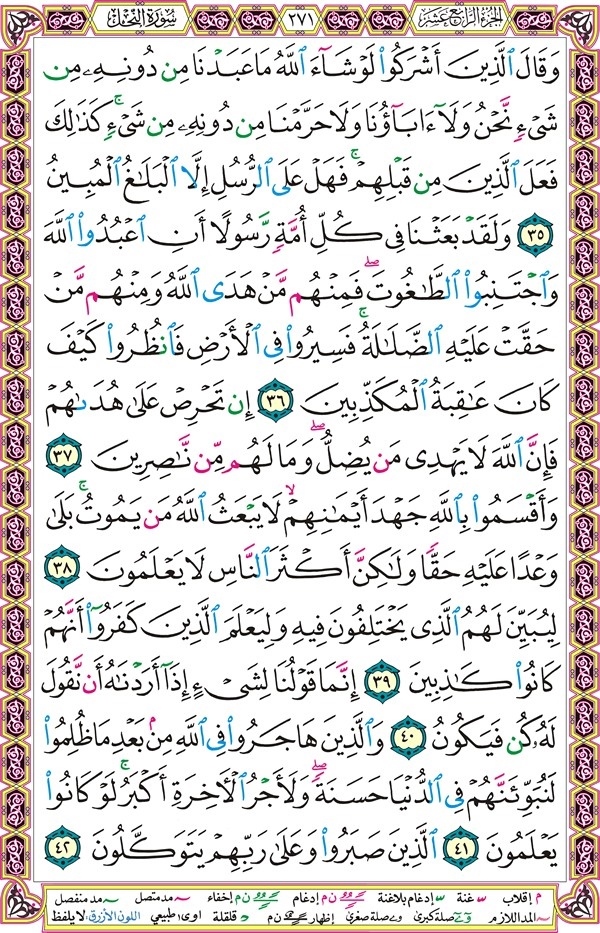 الجزء الرابع عشر ٢٧١ سورة النحل
وَقَالَ ٱلَّذِينَ أَشْرَكُوا۟ لَوْ شَآءَ ٱللَّهُ مَا عَبَدْنَا مِن دُونِهِۦ مِن
شَىْءٍ نَّحْنُ وَلَآ ءَابَآؤُنَا وَلَا حَرَّمْنَا مِن دُونِهِۦ مِن شَىْءٍ ۚ كَذَٰلِكَ
فَعَلَ ٱلَّذِينَ مِن قَبْلِهِمْ ۚ فَهَلْ عَلَى ٱلرُّسُلِ إِلَّا ٱلْبَلَٰغُ ٱلْمُبِينُ
٣٥ وَلَقَدْ بَعَثْنَا فِى كُلِّ أُمَّةٍ رَّسُولًا أَنِ ٱعْبُدُوا۟ ٱللَّهَ
وَٱجْتَنِبُوا۟ ٱلطَّٰغُوتَ ۖ فَمِنْهُم مَّنْ هَدَى ٱللَّهُ وَمِنْهُم مَّنْ
حَقَّتْ عَلَيْهِ ٱلضَّلَٰلَةُ ۚ فَسِيرُوا۟ فِى ٱلْأَرْضِ فَٱنظُرُوا۟ كَيْفَ
كَانَ عَٰقِبَةُ ٱلْمُكَذِّبِينَ ٣٦ إِن تَحْرِصْ عَلَىٰ هُدَىٰهُمْ
فَإِنَّ ٱللَّهَ لَا يَهْدِى مَن يُضِلُّ ۖ وَمَا لَهُم مِّن نَّٰصِرِينَ ٣٧
وَأَقْسَمُوا۟ بِٱللَّهِ جَهْدَ أَيْمَٰنِهِمْ ۙ لَا يَبْعَثُ ٱللَّهُ مَن يَمُوتُ ۚ بَلَىٰ
وَعْدًا عَلَيْهِ حَقًّا وَلَٰكِنَّ أَكْثَرَ ٱلنَّاسِ لَا يَعْلَمُونَ ٣٨
لِيُبَيِّنَ لَهُمُ ٱلَّذِى يَخْتَلِفُونَ فِيهِ وَلِيَعْلَمَ ٱلَّذِينَ كَفَرُوٓا۟ أَنَّهُمْ
كَانُوا۟ كَٰذِبِينَ ٣٩ إِنَّمَا قَوْلُنَا لِشَىْءٍ إِذَآ أَرَدْنَٰهُ أَن نَّقُولَ
لَهُۥ كُن فَيَكُونُ ٤٠ وَٱلَّذِينَ هَاجَرُوا۟ فِى ٱللَّهِ مِنۢ بَعْدِ مَا ظُلِمُوا۟
لَنُبَوِّئَنَّهُمْ فِى ٱلدُّنْيَا حَسَنَةً ۖ وَلَأَجْرُ ٱلْءَاخِرَةِ أَكْبَرُ ۚ لَوْ كَانُوا۟
يَعْلَمُونَ ٤١ ٱلَّذِينَ صَبَرُوا۟ وَعَلَىٰ رَبِّهِمْ يَتَوَكَّلُونَ ٤٢
م إقلاب غنة إدغام بلاغنة ن م إدغام ن م إخفاء مد متصل مد منفصل
المد اللازم صلة كبرى صلة صغرى إظهار ن م قلقلة اوى طبيعي اللون الأزرق: لا يلفظ